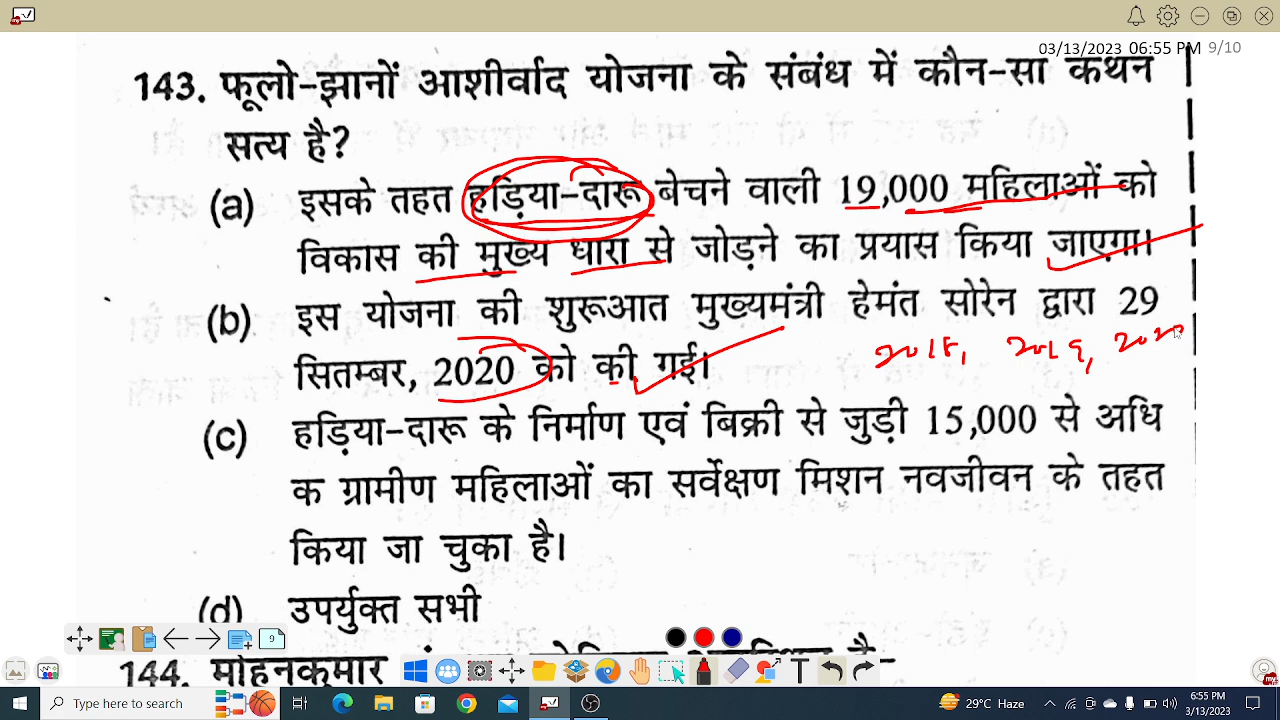 03/13/2023 06:55 PM 9/10
143. फूलो-झानों आशीर्वाद योजना के संबंध में कौन-सा कथन
सत्य है?
(a) इसके तहत हड़िया-दारू बेचने वाली 19,000 महिलाओं को
विकास की मुख्य धारा से जोड़ने का प्रयास किया जाएगा।
(b) इस योजना की शुरूआत मुख्यमंत्री हेमंत सोरेन द्वारा 29
सितम्बर, 2020 को की गई।
2018, 2019, 2020
(c) हड़िया-दारू के निर्माण एवं बिक्री से जुड़ी 15,000 से अधि
क ग्रामीण महिलाओं का सर्वेक्षण मिशन नवजीवन के तहत
किया जा चुका है।
(d) उपर्युक्त सभी
9
144. मोहनकुमार
Type here to search
29°C Haze
ENG
6:55 PM
3/13/2023